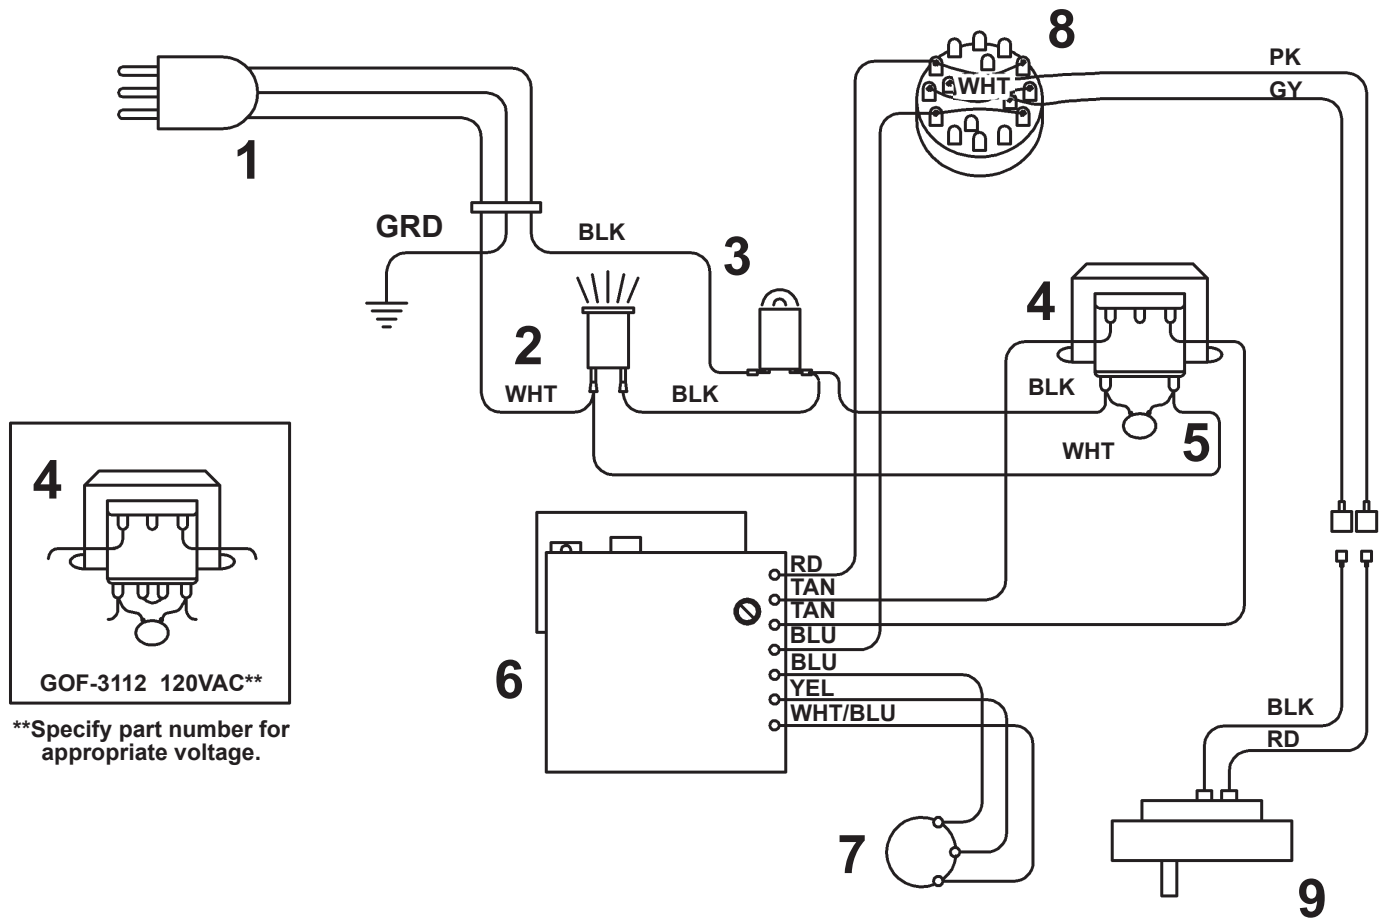 8
PK
WHT
GY
1
GRD
BLK
3
4
2
WHT
BLK
BLK
WHT
5
4
GOF-3112 120VAC**
**Specify part number for
appropriate voltage.
6
RD
TAN
TAN
BLU
BLU
YEL
WHT/BLU
BLK
RD
7
9